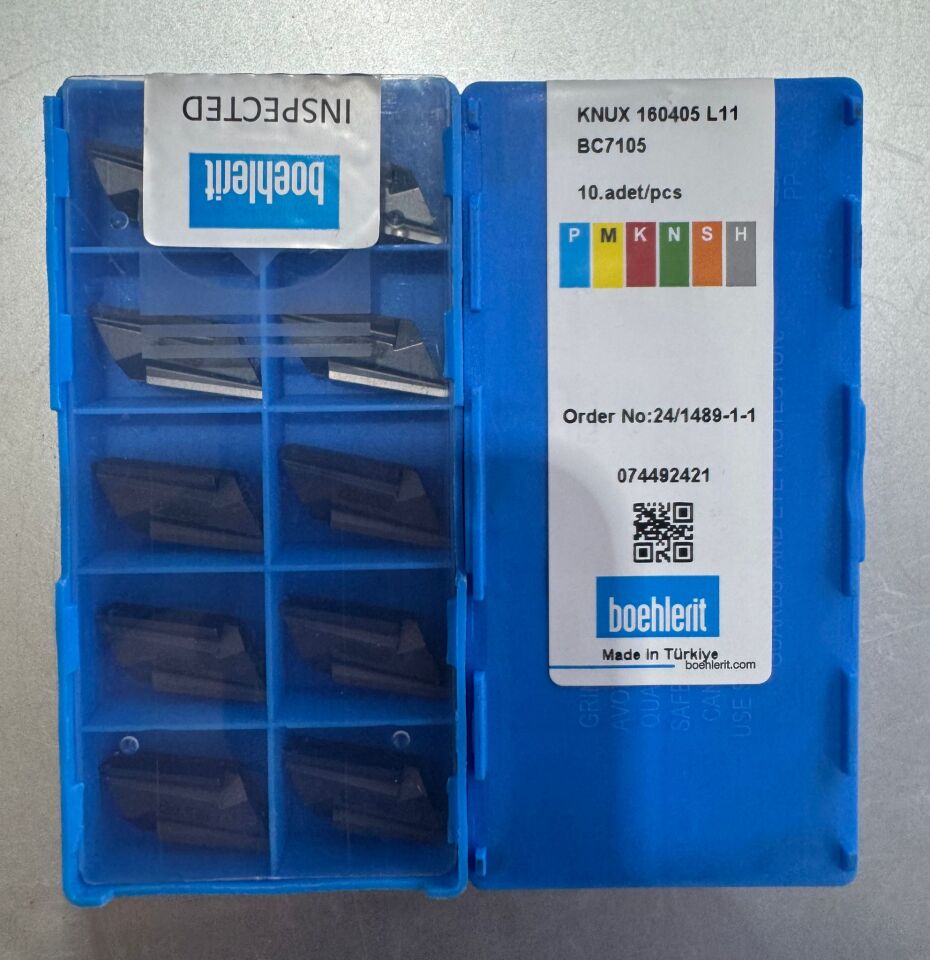 INSPECTED
boehlerit
KNUX 160405 L11
BC7105
10.adet/pcs
P M K N S H
Order No:24/1489-1-1
074492421
boehlerit
Made in Türkiye
boehlerit.com
PP